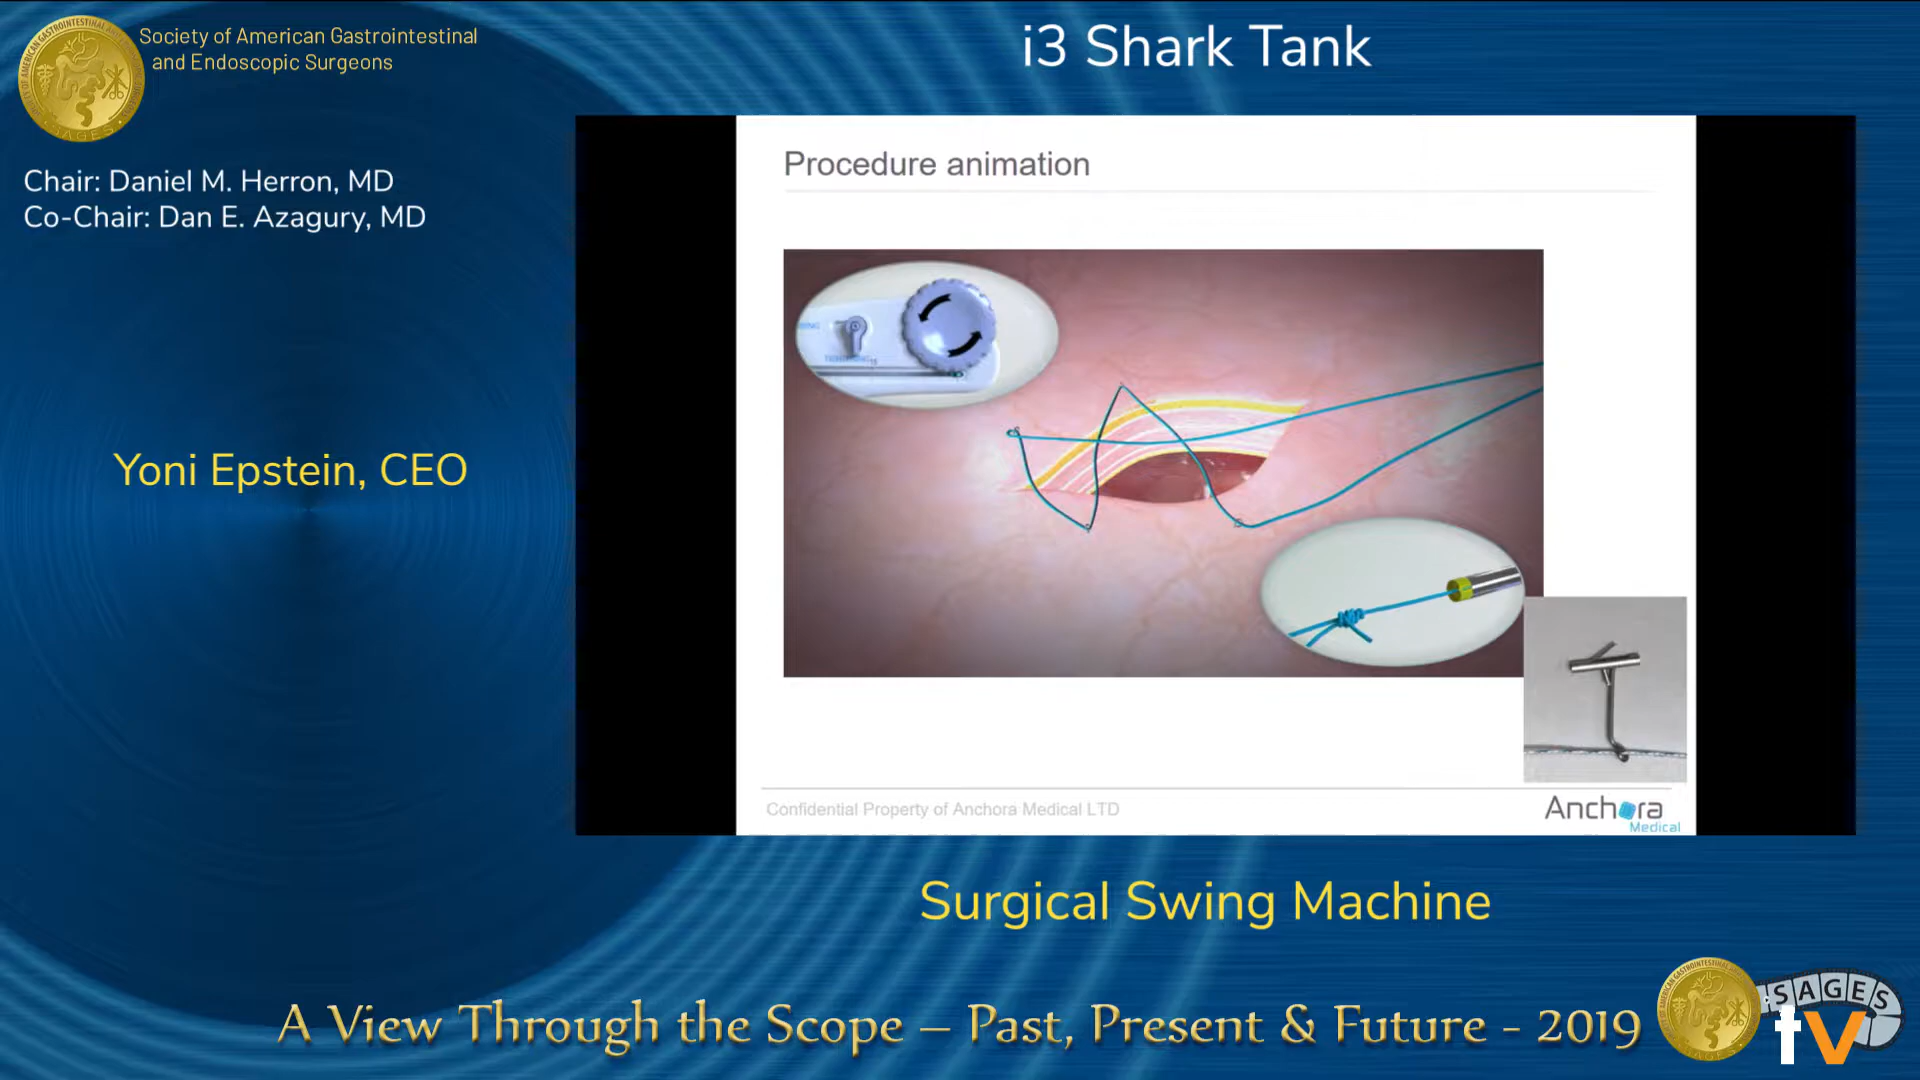 Society of American Gastrointestinal
and Endoscopic Surgeons
i3 Shark Tank
Chair: Daniel M. Herron, MD
Co-Chair: Dan E. Azagury, MD
Procedure animation
Yoni Epstein, CEO
Confidential Property of Anchora Medical LTD
Anchora
Medical
Surgical Swing Machine
A View Through the Scope – Past, Present & Future - 2019
SAGES
tv